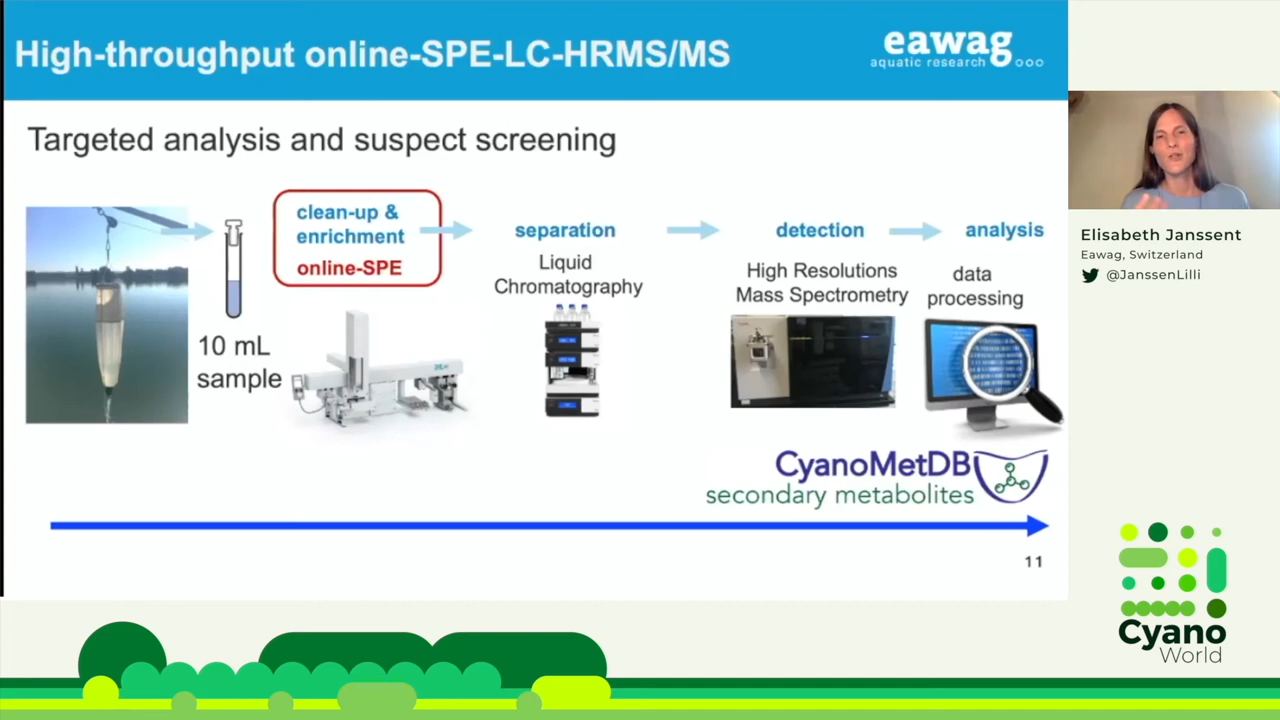 High-throughput online-SPE-LC-HRMS/MS
eawag
aquatic research
Targeted analysis and suspect screening
10 mL
sample
clean-up &
enrichment
online-SPE
separation
Liquid
Chromatography
detection
High Resolutions
Mass Spectrometry
analysis
data
processing
CyanoMetDB
secondary metabolites
11
Elisabeth Janssent
Eawag, Switzerland
@JanssenLilli
Cyano
World